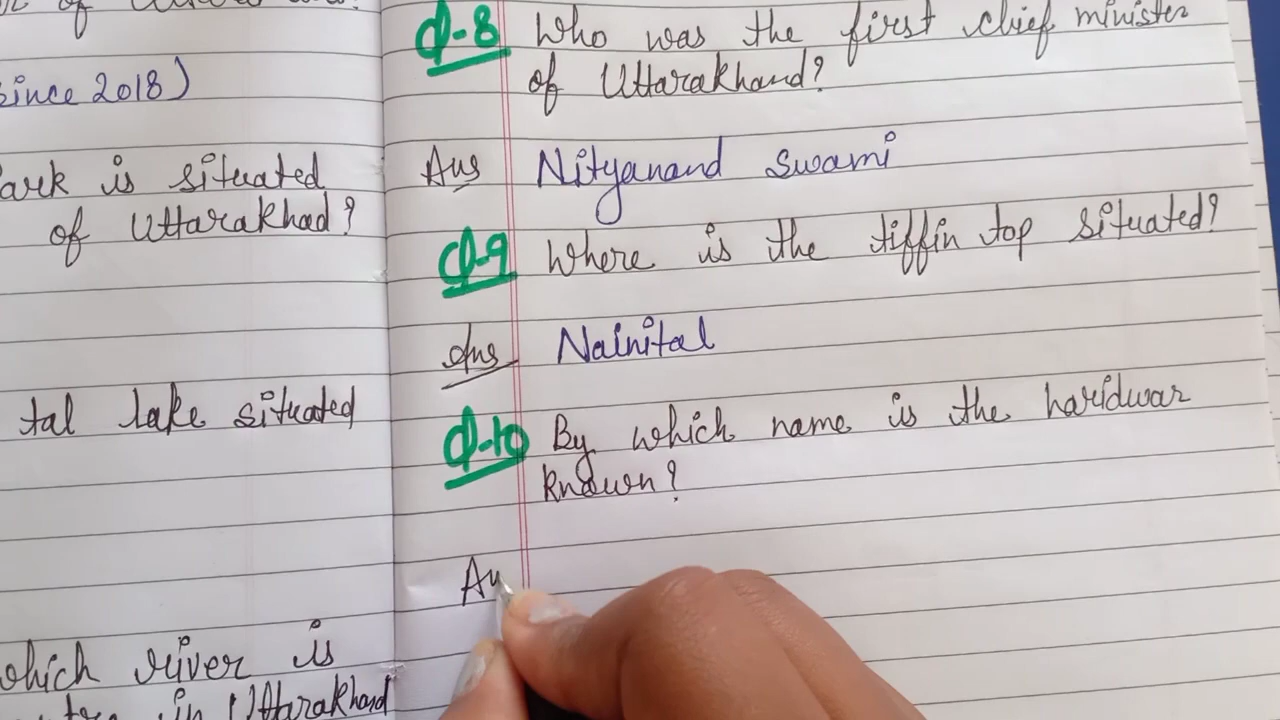 of
since 2018)
ark is situated
of Uttarakhad?
tal lake situated
which river is
in Uttarakhand
Q-8 Who was the first chief minister
of Uttarakhand?
Ans Nityanand Swami
Q-9 Where is the tiffin top situated?
Ans Nainital
Q-10 By which name is the haridwar
known?
An